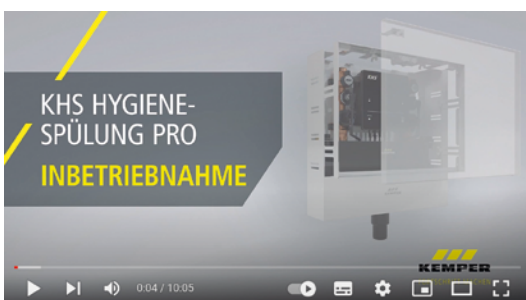 KHS HYGIENE-
SPÜLUNG PRO
INBETRIEBNAHME
KEMPER
0:04 / 10:05